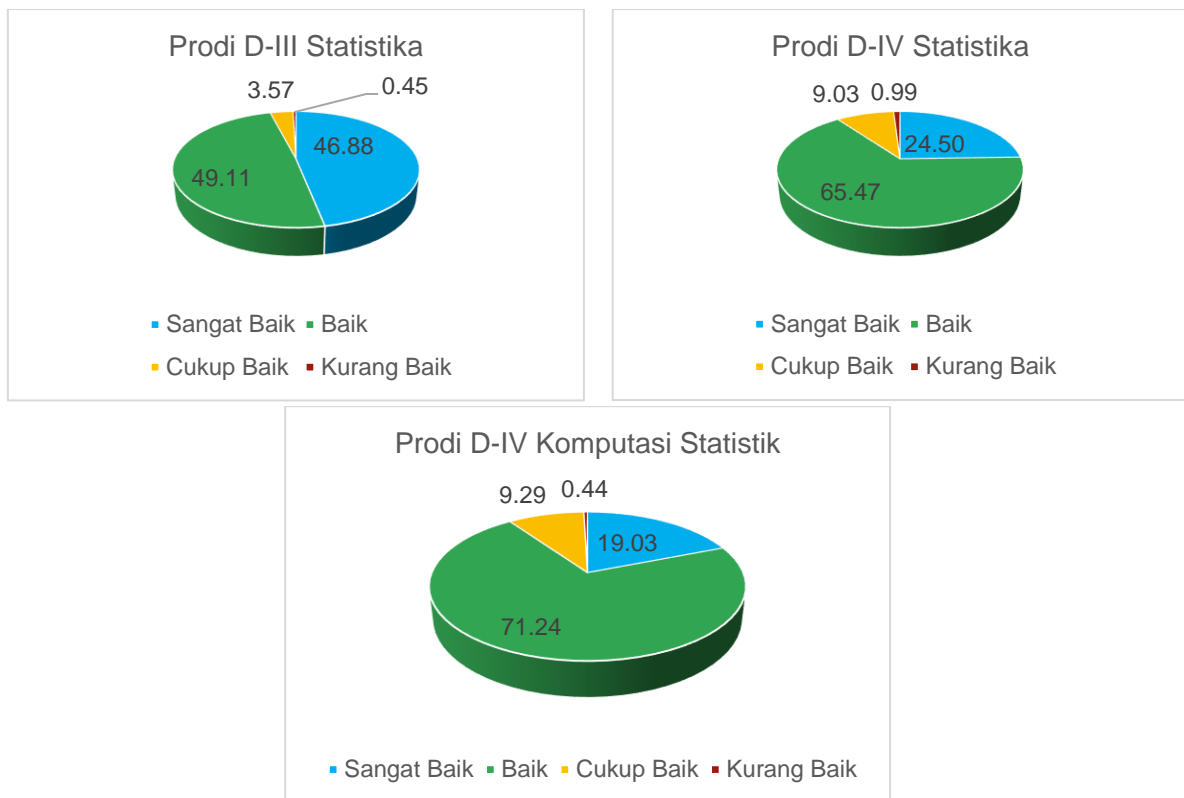 Prodi D-III Statistika
3.57
0.45
46.88
49.11
Sangat Baik Baik
Cukup Baik Kurang Baik
Prodi D-IV Statistika
9.03
0.99
24.50
65.47
Sangat Baik Baik
Cukup Baik Kurang Baik
Prodi D-IV Komputasi Statistik
9.29
0.44
19.03
71.24
Sangat Baik Baik Cukup Baik Kurang Baik